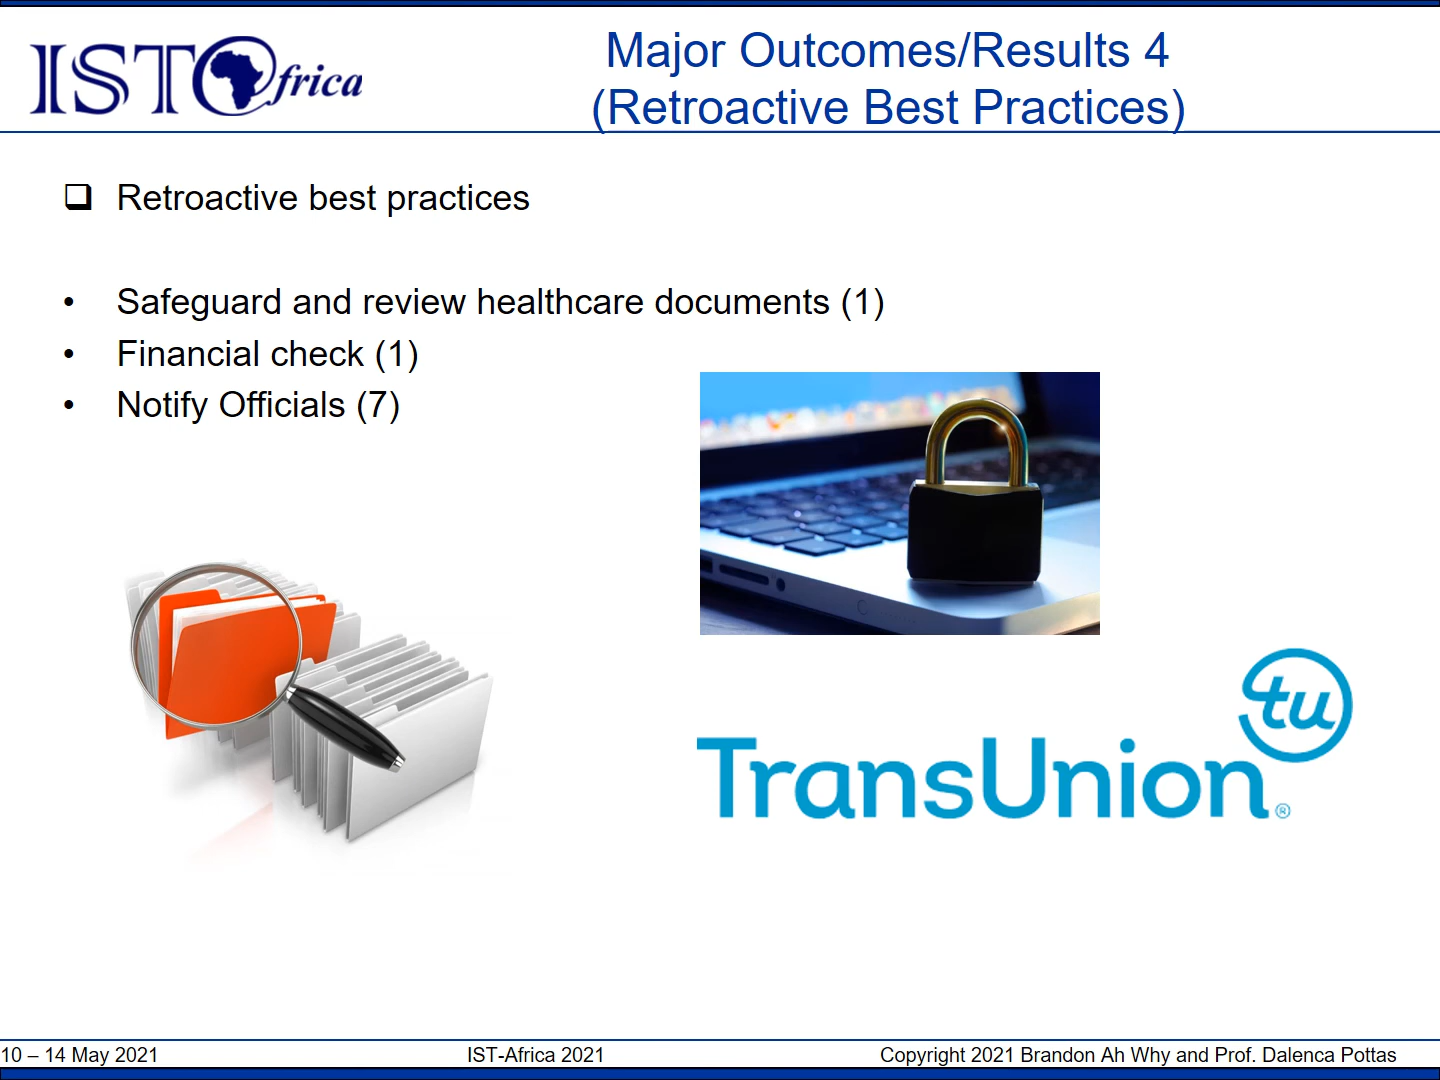 IST Africa
Major Outcomes/Results 4
(Retroactive Best Practices)
❑ Retroactive best practices
• Safeguard and review healthcare documents (1)
• Financial check (1)
• Notify Officials (7)
tu
TransUnion®
10 – 14 May 2021
IST-Africa 2021
Copyright 2021 Brandon Ah Why and Prof. Dalenca Pottas